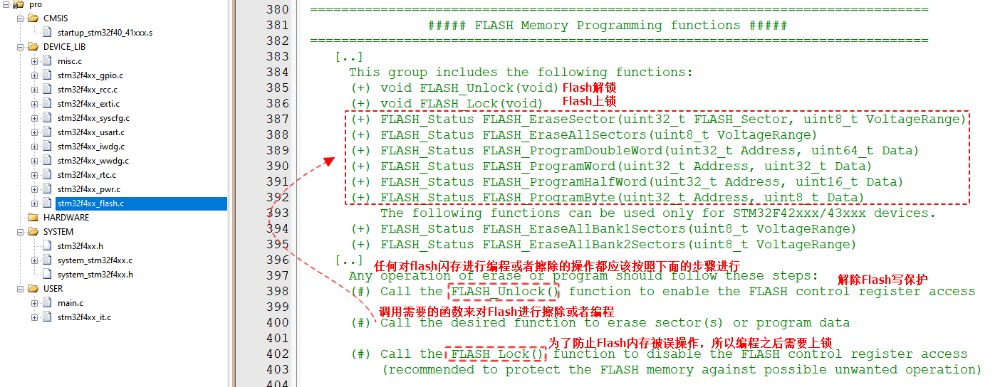 pro
CMSIS
startup_stm32f40_41xxx.s
DEVICE_LIB
misc.c
stm32f4xx_gpio.c
stm32f4xx_rcc.c
stm32f4xx_exti.c
stm32f4xx_syscfg.c
stm32f4xx_usart.c
stm32f4xx_iwdg.c
stm32f4xx_wwdg.c
stm32f4xx_rtc.c
stm32f4xx_pwr.c
stm32f4xx_flash.c
HARDWARE
SYSTEM
stm32f4xx.h
system_stm32f4xx.c
system_stm32f4xx.h
USER
main.c
stm32f4xx_it.c
380 ===============================================================================
381 ##### FLASH Memory Programming functions #####
382 ===============================================================================
383 [..]
384 This group includes the following functions:
385 (+) void FLASH_Unlock(void) Flash解锁
386 (+) void FLASH_Lock(void) Flash上锁
387 (+) FLASH_Status FLASH_EraseSector(uint32_t FLASH_Sector, uint8_t VoltageRange)
388 (+) FLASH_Status FLASH_EraseAllSectors(uint8_t VoltageRange)
389 (+) FLASH_Status FLASH_ProgramDoubleWord(uint32_t Address, uint64_t Data)
390 (+) FLASH_Status FLASH_ProgramWord(uint32_t Address, uint32_t Data)
391 (+) FLASH_Status FLASH_ProgramHalfWord(uint32_t Address, uint16_t Data)
392 (+) FLASH_Status FLASH_ProgramByte(uint32_t Address, uint8_t Data)
393 The following functions can be used only for STM32F42xxx/43xxx devices.
394 (+) FLASH_Status FLASH_EraseAllBank1Sectors(uint8_t VoltageRange)
395 (+) FLASH_Status FLASH_EraseAllBank2Sectors(uint8_t VoltageRange)
396 [..]
任何对flash闪存进行编程或者擦除的操作都应该按照下面的步骤进行
397 Any operation of erase or program should follow these steps:
解除Flash写保护
398 (#) Call the FLASH_Unlock() function to enable the FLASH control register access
399
调用需要的函数来对Flash进行擦除或者编程
400 (#) Call the desired function to erase sector(s) or program data
401
为了防止Flash内存被误操作，所以编程之后需要上锁
402 (#) Call the FLASH_Lock() function to disable the FLASH control register access
403 (recommended to protect the FLASH memory against possible unwanted operation)
404